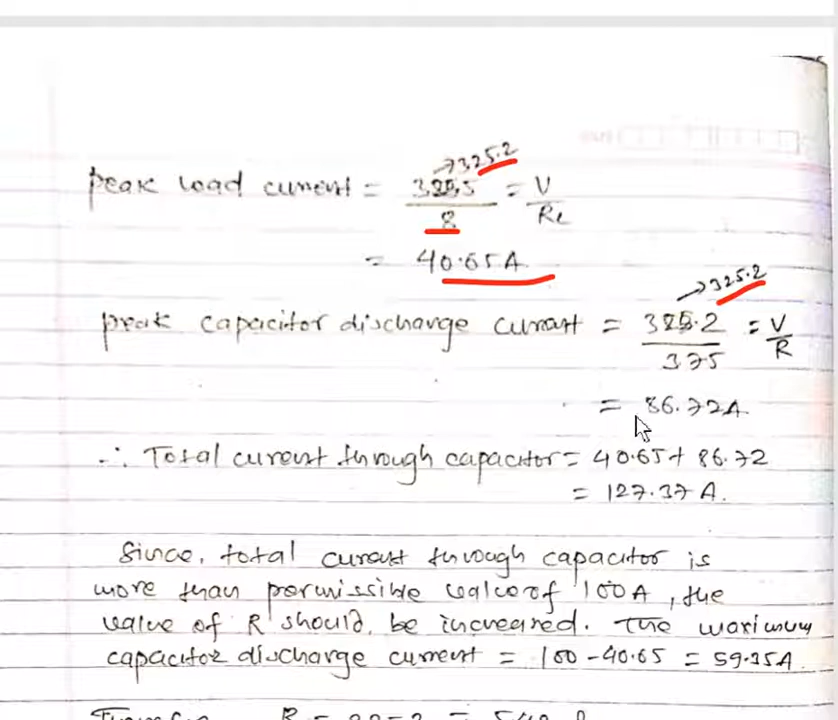 →325.2
peak load current = 325.5 / 8 = V / RL
= 40.65A
→325.2
peak capacitor discharge current = 325.2 / 375 = V / R
= 86.72A
∴ Total current through capacitor = 40.65 + 86.72
= 127.37 A.
Since, total current through capacitor is
more than permissible value of 100A, the
value of R should be increased. The maximum
capacitor discharge current = 100 - 40.65 = 59.35A